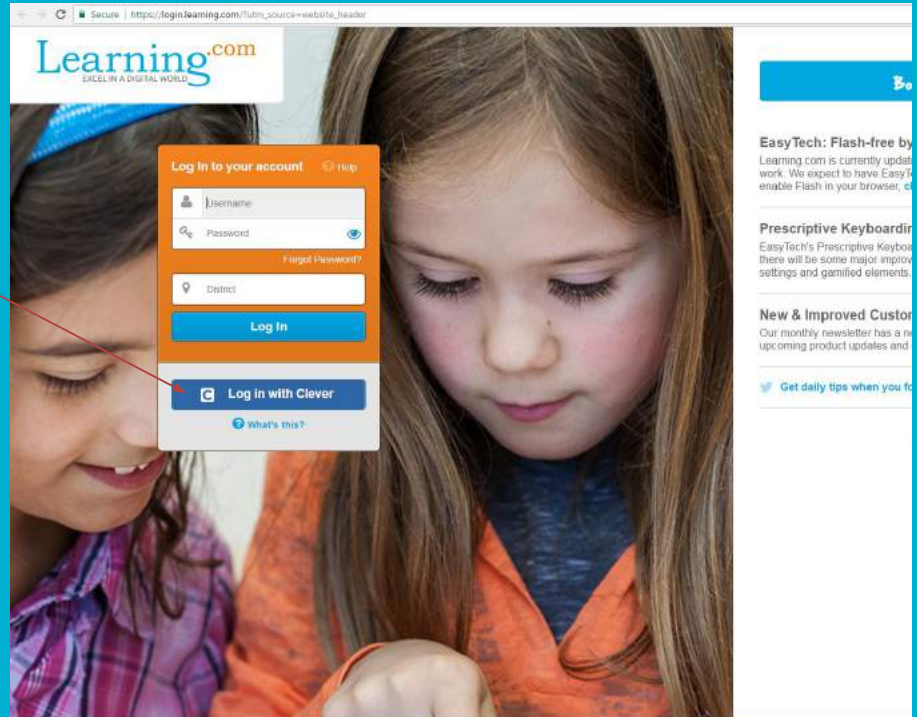 Secure | https://login.learning.com/?utm_source=website_header
Learning.com
EXCEL IN A DIGITAL WORLD
Log In to your account Help
Username
Password
Forgot Password?
District
Log In
C Log in with Clever
What's this?
Bo
EasyTech: Flash-free by
Learning.com is currently updat
work. We expect to have EasyT
enable Flash in your browser, cl
Prescriptive Keyboardin
EasyTech's Prescriptive Keyboa
there will be some major improv
settings and gamified elements.
New & Improved Custom
Our monthly newsletter has a ne
upcoming product updates and
Get daily tips when you fo